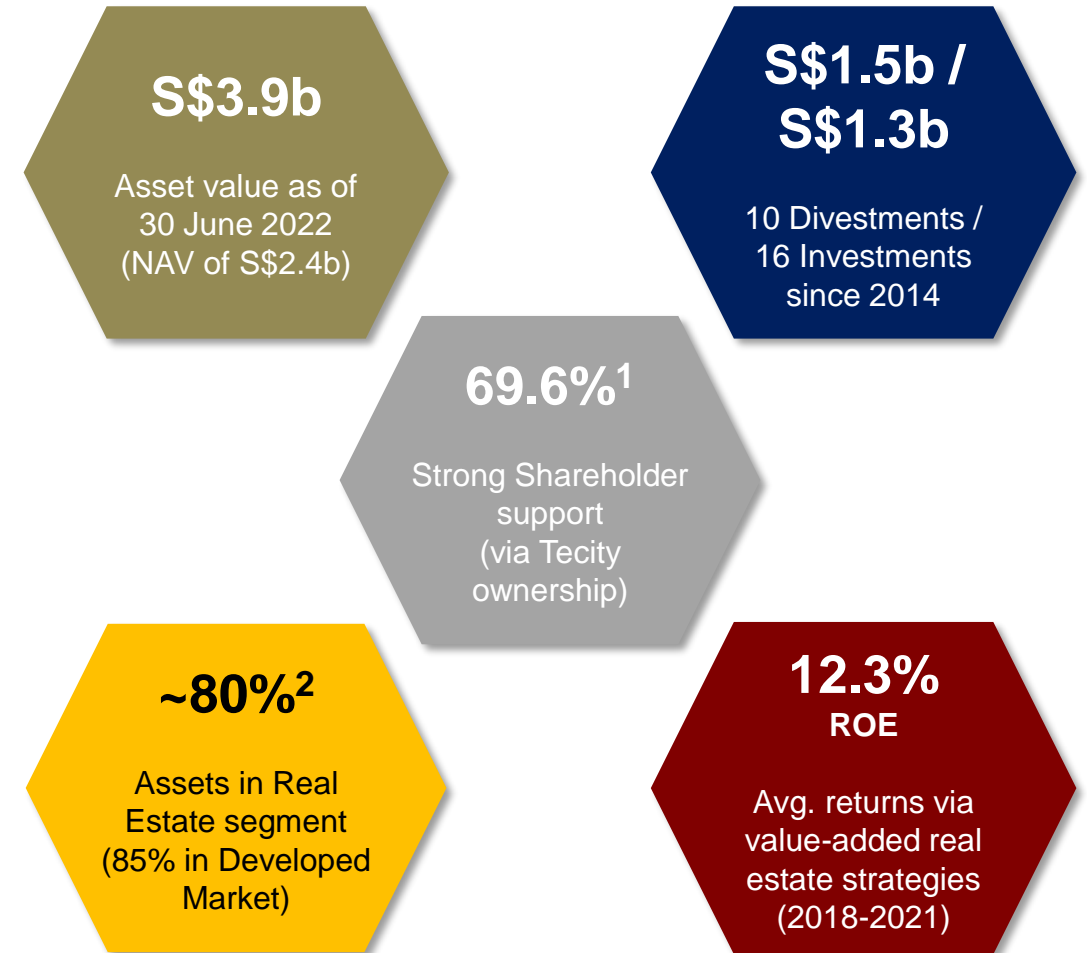 S$3.9b
Asset value as of
30 June 2022
(NAV of S$2.4b)
S$1.5b /
S$1.3b
10 Divestments /
16 Investments
since 2014
69.6%¹
Strong Shareholder
support
(via Tecity
ownership)
~80%²
Assets in Real
Estate segment
(85% in Developed
Market)
12.3%
ROE
Avg. returns via
value-added real
estate strategies
(2018-2021)